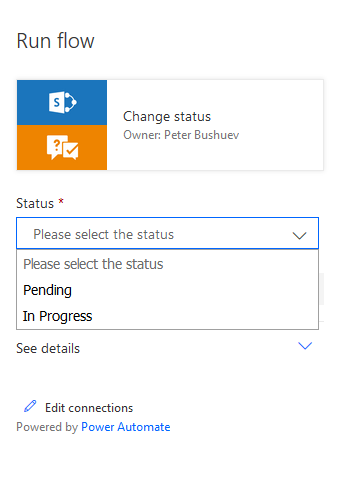 Run flow
S
Change status
Owner: Peter Bushuev
?
Status *
Please select the status
Please select the status
Pending
In Progress
See details
Edit connections
Powered by Power Automate